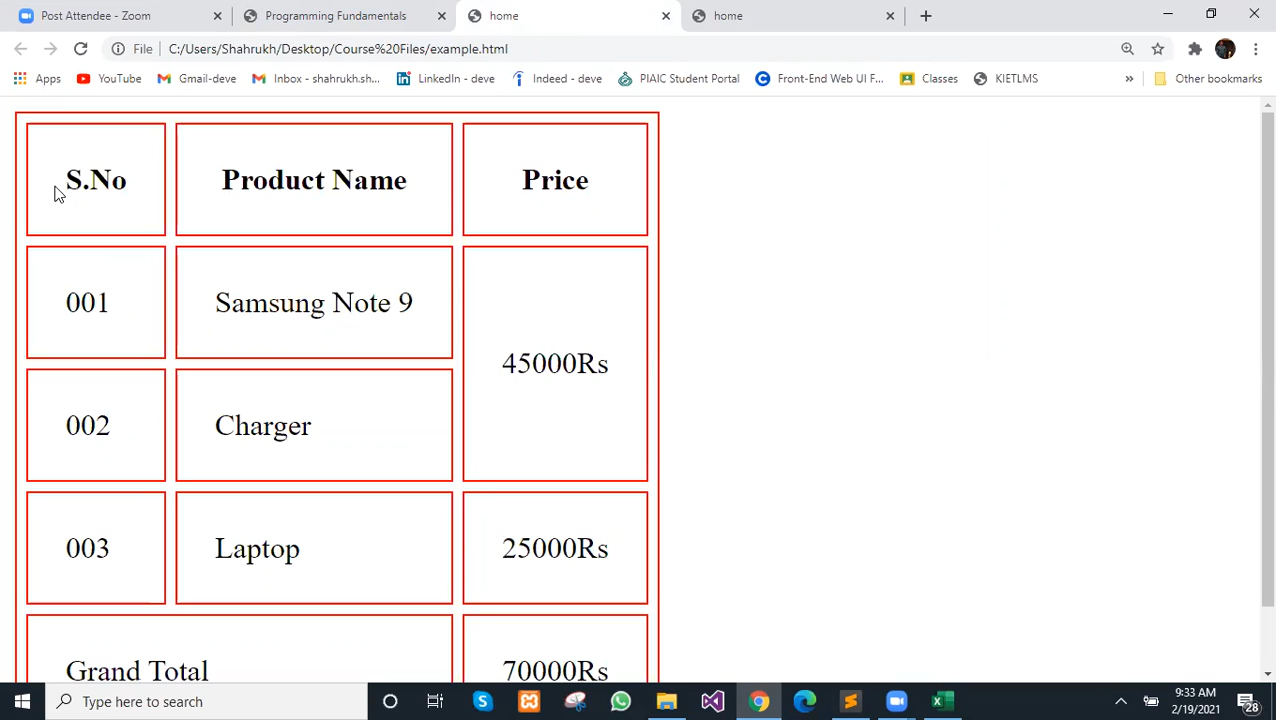 Post Attendee - Zoom
Programming Fundamentals
home
home
File
C:/Users/Shahrukh/Desktop/Course%20Files/example.html
Apps
YouTube
Gmail-deve
Inbox - shahrukh.sh...
LinkedIn - deve
Indeed - deve
PIAIC Student Portal
Front-End Web UI F...
Classes
KIETLMS
»
Other bookmarks
S.No Product Name Price
001 Samsung Note 9 45000Rs
002 Charger
003 Laptop 25000Rs
Grand Total 70000Rs
Type here to search
9:33 AM
2/19/2021
28